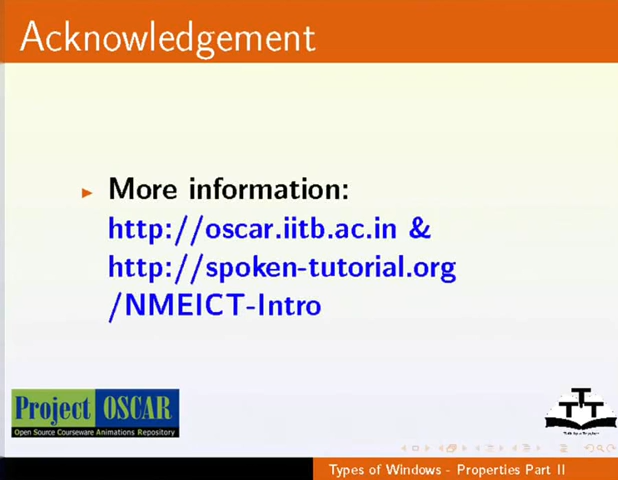 Acknowledgement
More information:
http://oscar.iitb.ac.in &
http://spoken-tutorial.org
/NMEICT-Intro
Project OSCAR
Open Source Courseware Animations Repository
TTT
Types of Windows - Properties Part II